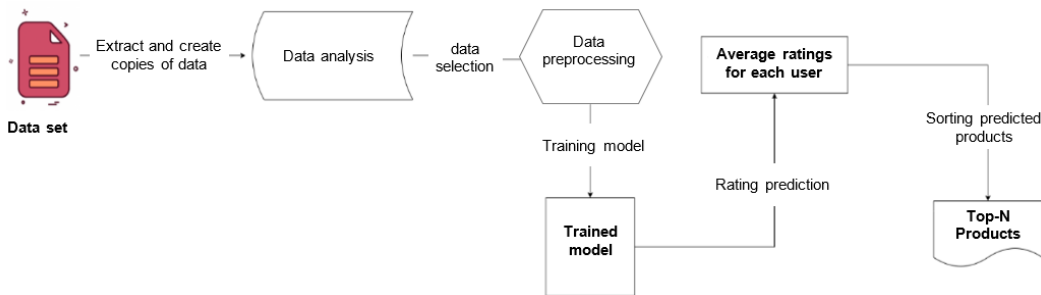 Data set
Extract and create
copies of data
Data analysis
data
selection
Data
preprocessing
Training model
Trained
model
Rating prediction
Average ratings
for each user
Sorting predicted
products
Top-N
Products